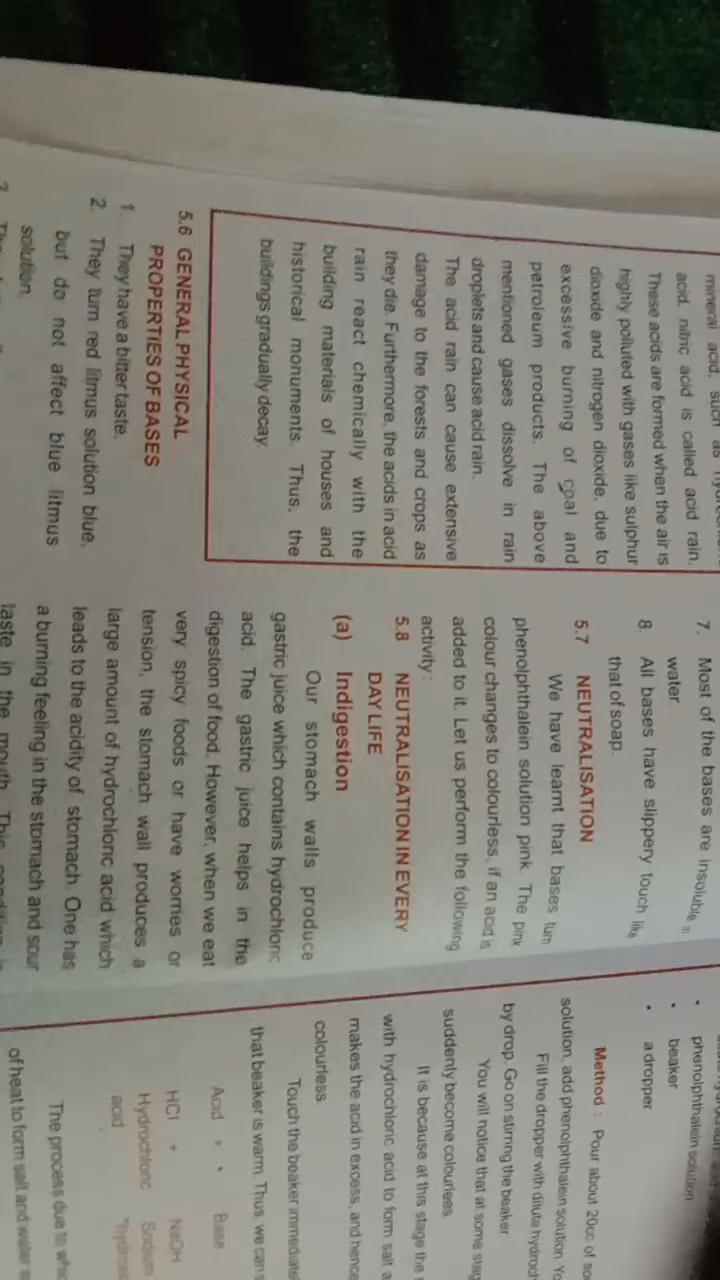 mineral acid, such as
acid, nitric acid is called acid rain.
These acids are formed when the air is
highly polluted with gases like sulphur
dioxide and nitrogen dioxide, due to
excessive burning of coal and
petroleum products. The above
mentioned gases dissolve in rain
droplets and cause acid rain.
The acid rain can cause extensive
damage to the forests and crops as
they die. Furthermore, the acids in acid
rain react chemically with the
building materials of houses and
historical monuments. Thus, the
buildings gradually decay.
5.6 GENERAL PHYSICAL
PROPERTIES OF BASES
1. They have a bitter taste.
2. They turn red litmus solution blue,
but do not affect blue litmus
solution.
7. Most of the bases are insoluble in
water.
8. All bases have slippery touch like
that of soap.
5.7 NEUTRALISATION
We have learnt that bases turn
phenolphthalein solution pink. The pink
colour changes to colourless, if an acid is
added to it. Let us perform the following
activity :
5.8 NEUTRALISATION IN EVERY
DAY LIFE
(a) Indigestion
Our stomach walls produce
gastric juice which contains hydrochloric
acid. The gastric juice helps in the
digestion of food. However, when we eat
very spicy foods or have worries or
tension, the stomach wall produces a
large amount of hydrochloric acid which
leads to the acidity of stomach. One has
a burning feeling in the stomach and sour
taste in the mouth. This
• phenolphthalein solution
• beaker
• a dropper
Method : Pour about 20cc of
solution, add phenolphthalein solution.
Fill the dropper with dilute
by drop. Go on stirring the beaker
You will notice that at some
suddenly become colourless.
It is because at this stage the
with hydrochloric acid to form salt
makes the acid in excess, and hence
colourless.
Touch the beaker
that beaker is warm. Thus, we can
Acid + Base
HCl + NaOH
Hydrochloric Sodium
acid
The process due to
of heat to form salt and water